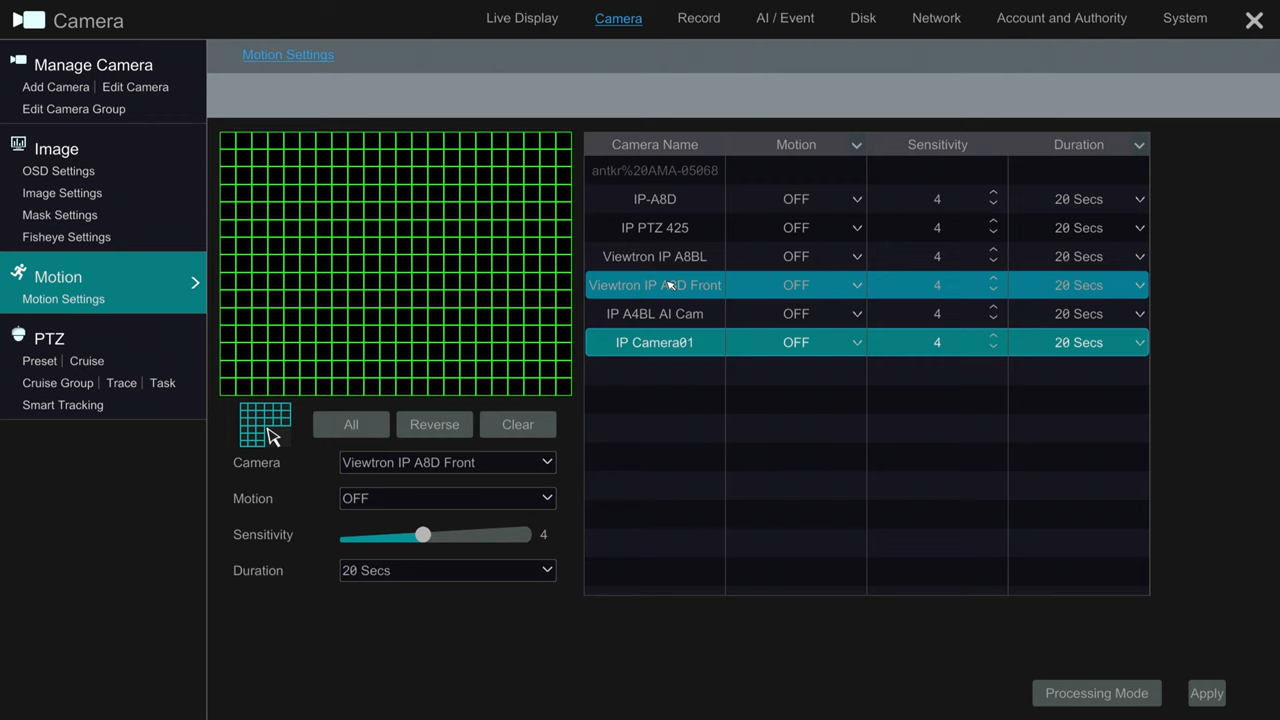 Camera
Live Display Camera Record AI / Event Disk Network Account and Authority System
Manage Camera
Add Camera | Edit Camera
Edit Camera Group
Image
OSD Settings
Image Settings
Mask Settings
Fisheye Settings
Motion
Motion Settings
PTZ
Preset | Cruise
Cruise Group | Trace | Task
Smart Tracking
Motion Settings
All Reverse Clear
Camera Viewtron IP A8D Front
Motion OFF
Sensitivity 4
Duration 20 Secs
Camera Name Motion Sensitivity Duration
antkr%20AMA-05068
IP-A8D OFF 4 20 Secs
IP PTZ 425 OFF 4 20 Secs
Viewtron IP A8BL OFF 4 20 Secs
Viewtron IP A8D Front OFF 4 20 Secs
IP A4BL AI Cam OFF 4 20 Secs
IP Camera01 OFF 4 20 Secs
Processing Mode Apply